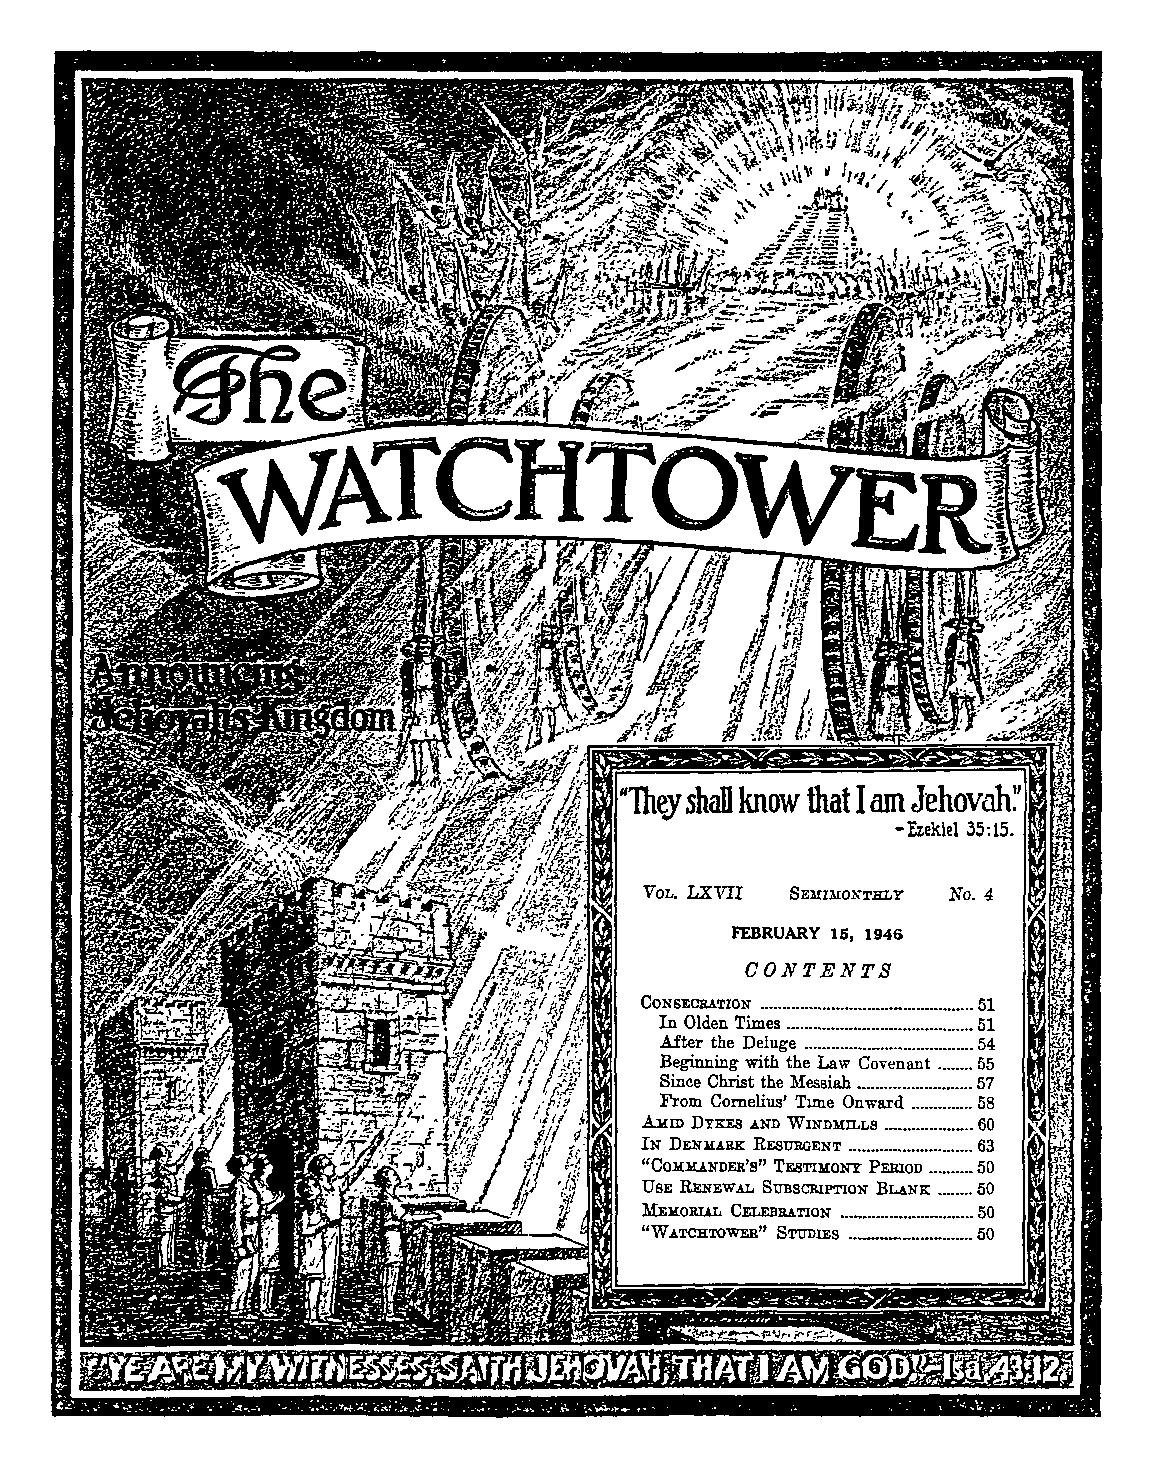 The
WATCHTOWER
Announcing
Jehovah's Kingdom
"They shall know that I am Jehovah."
-Ezekiel 35:15.
VOL. LXVII SEMIMONTHLY No. 4
FEBRUARY 15, 1946
CONTENTS
CONSECRATION ........................................ 51
In Olden Times ................................... 51
After the Deluge ................................ 54
Beginning with the Law Covenant ....... 55
Since Christ the Messiah ...................... 57
From Cornelius' Time Onward ............ 58
AMID DYKES AND WINDMILLS ................. 60
IN DENMARK RESURGENT ........................ 63
"COMMANDER'S" TESTIMONY PERIOD ......... 50
USE RENEWAL SUBSCRIPTION BLANK ....... 50
MEMORIAL CELEBRATION .......................... 50
"WATCHTOWER" STUDIES ........................ 50
"YE ARE MY WITNESSES, SAITH JEHOVAH, THAT I AM GOD."-Isa. 43:12.